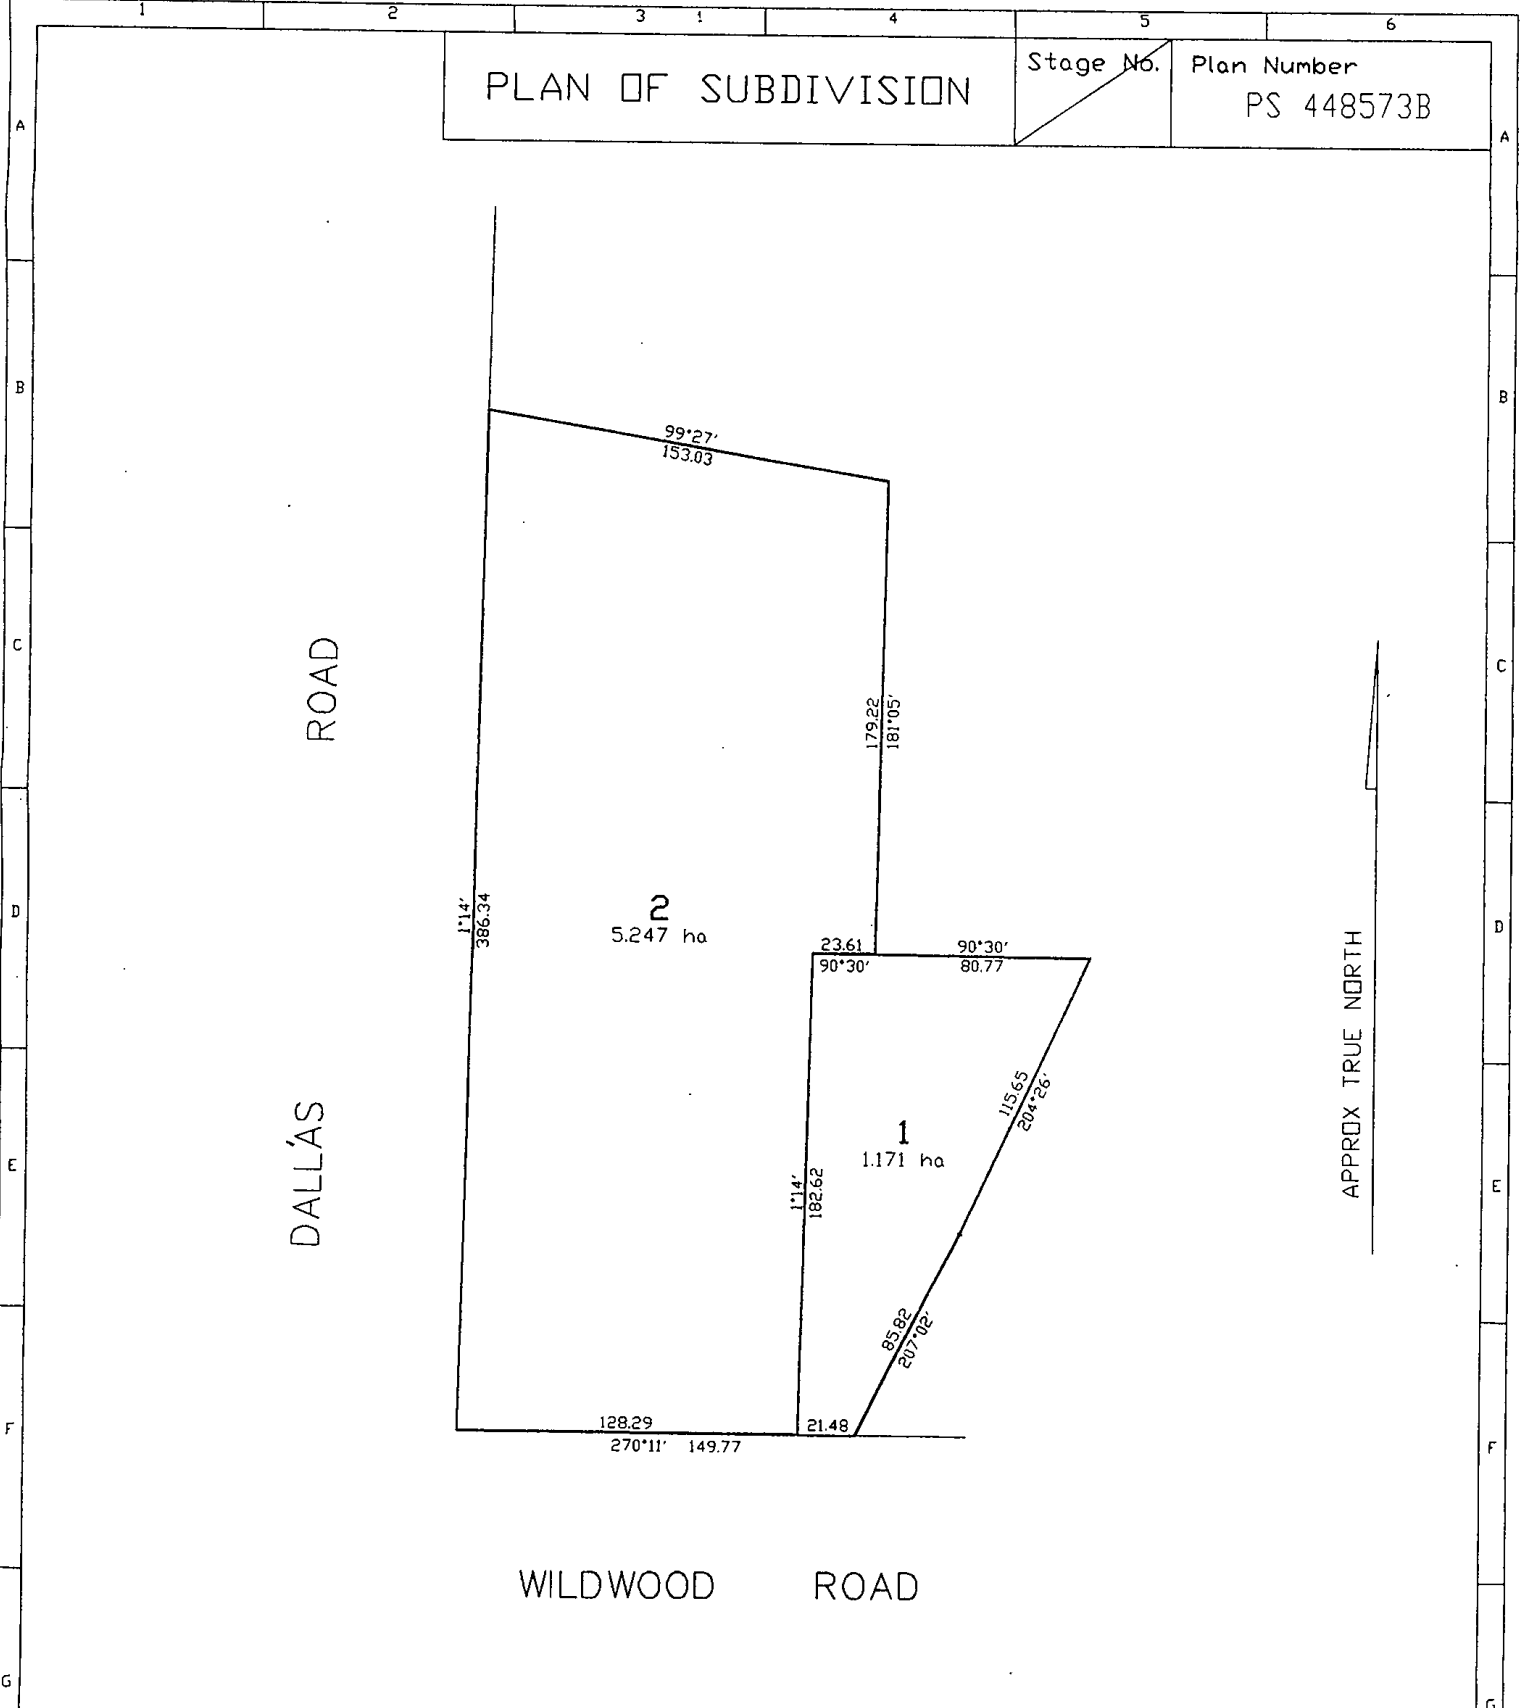 1 2 3 1 4 5 6
PLAN OF SUBDIVISION
Stage No.
Plan Number
PS 448573B
A
A
B
B
99°27'
153.03
C
C
ROAD
179.22
181°05'
D
D
1°14'
386.34
2
5.247 ha
23.61
90°30'
90°30'
80.77
APPROX TRUE NORTH
115.65
204°26'
1
1.171 ha
E
E
DALLAS
1°14'
182.62
85.82
207°02'
F
F
128.29
21.48
270°11' 149.77
WILDWOOD ROAD
G
G